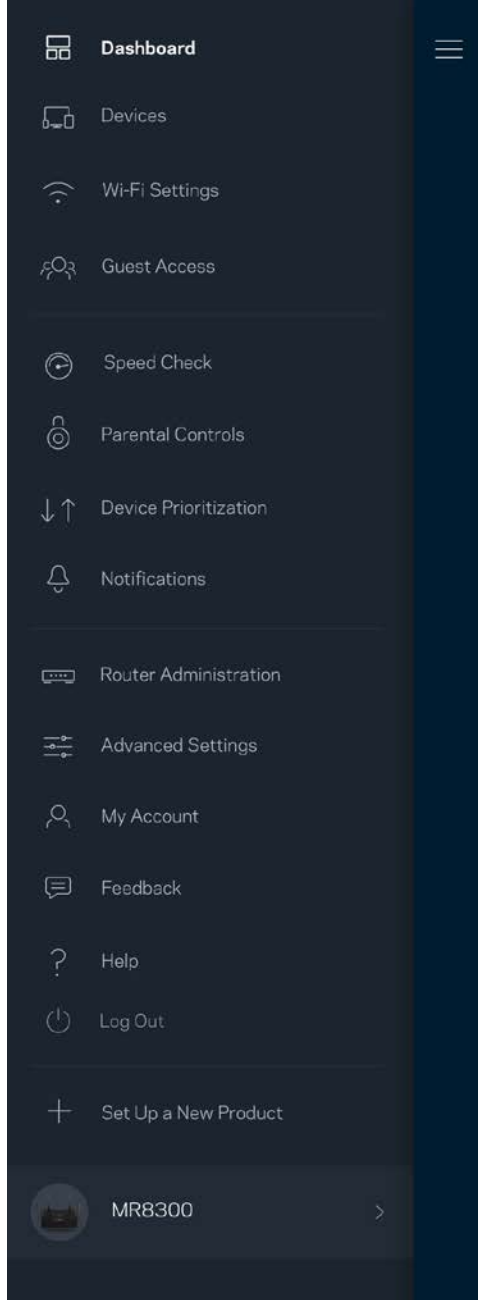 Dashboard
Devices
Wi-Fi Settings
Guest Access
Speed Check
Parental Controls
Device Prioritization
Notifications
Router Administration
Advanced Settings
My Account
Feedback
Help
Log Out
Set Up a New Product
MR8300